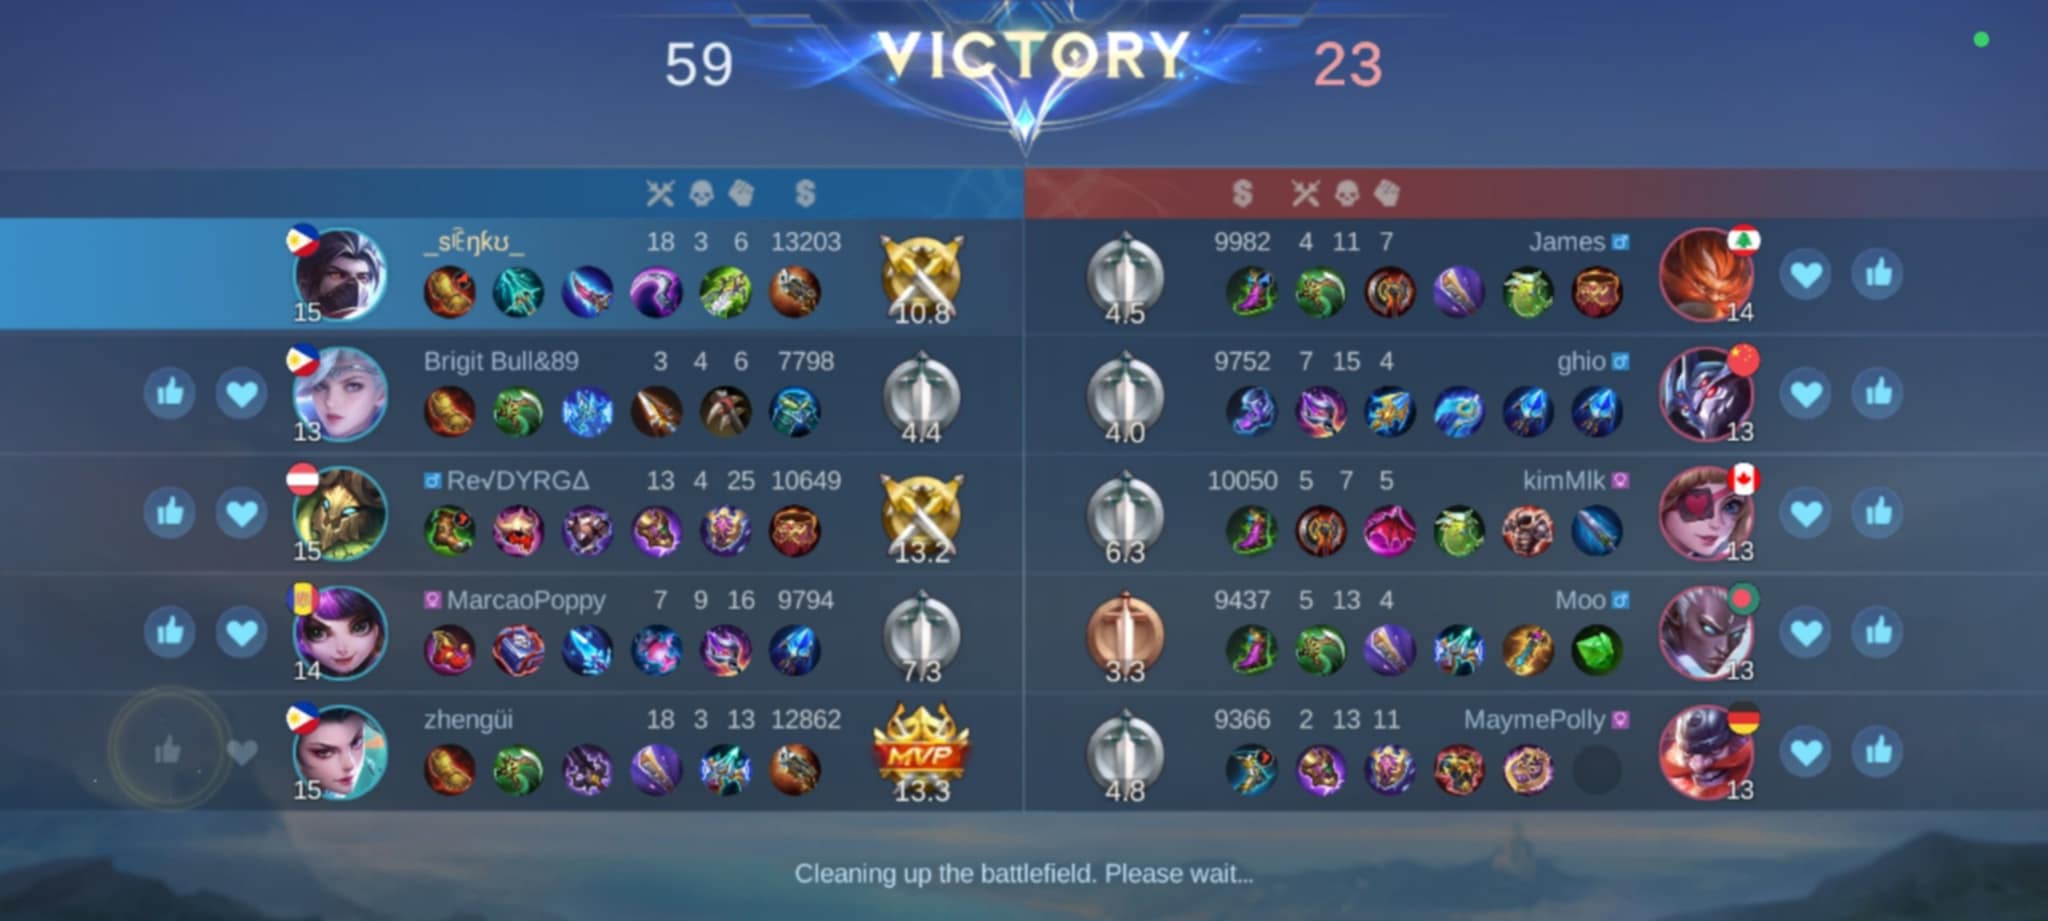 59 VICTORY 23
_sÎEŋƙʊ_ 18 3 6 13203
15 10.8
4.5 9982 4 11 7 James
14
Brigit Bull&89 3 4 6 7798
13 4.4
4.0 9752 7 15 4 ghio
13
Re√DYRGΔ 13 4 25 10649
15 13.2
6.3 10050 5 7 5 kimMlk
13
MarcaoPoppy 7 9 16 9794
14 7.3
3.3 9437 5 13 4 Moo
13
zhengüi 18 3 13 12862
15 MVP 13.3
4.8 9366 2 13 11 MaymePolly
13
Cleaning up the battlefield. Please wait...